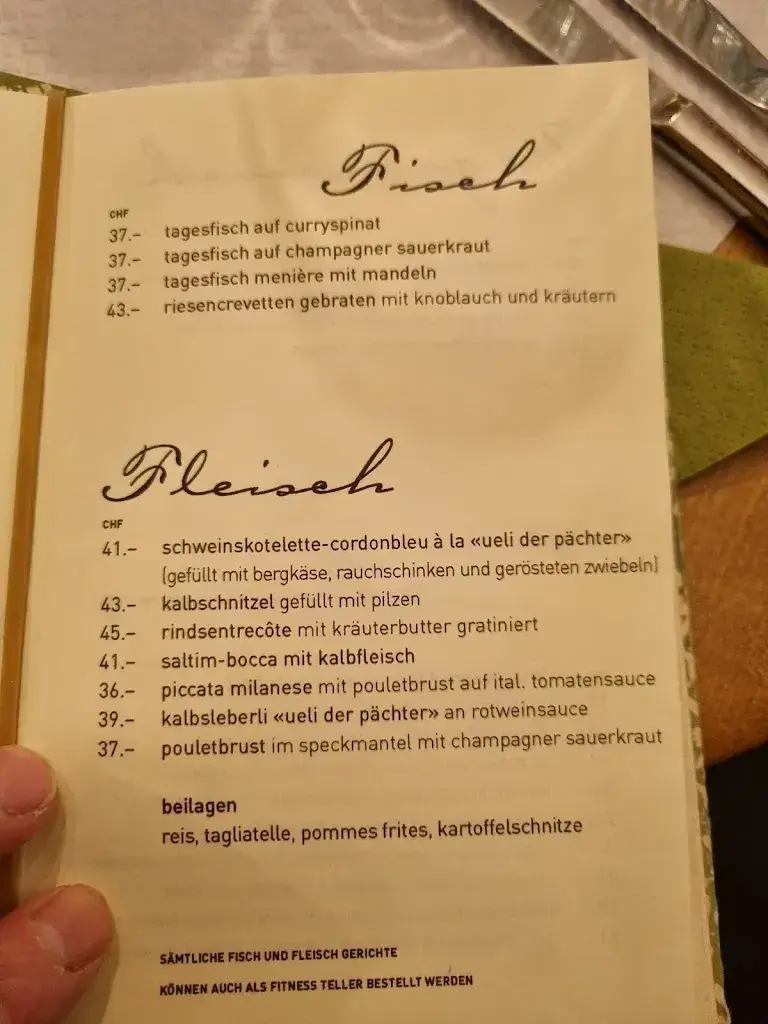 Fisch
CHF
37.– tagesfisch auf curryspinat
37.– tagesfisch auf champagner sauerkraut
37.– tagesfisch menière mit mandeln
43.– riesencrevetten gebraten mit knoblauch und kräutern
Fleisch
CHF
41.– schweinskotelette-cordonbleu à la «ueli der pächter»
(gefüllt mit bergkäse, rauchschinken und gerösteten zwiebeln)
43.– kalbschnitzel gefüllt mit pilzen
45.– rindsentrecôte mit kräuterbutter gratiniert
41.– saltim-bocca mit kalbfleisch
36.– piccata milanese mit pouletbrust auf ital. tomatensauce
39.– kalbsleberli «ueli der pächter» an rotweinsauce
37.– pouletbrust im speckmantel mit champagner sauerkraut
beilagen
reis, tagliatelle, pommes frites, kartoffelschnitze
SÄMTLICHE FISCH UND FLEISCH GERICHTE
KÖNNEN AUCH ALS FITNESS TELLER BESTELLT WERDEN